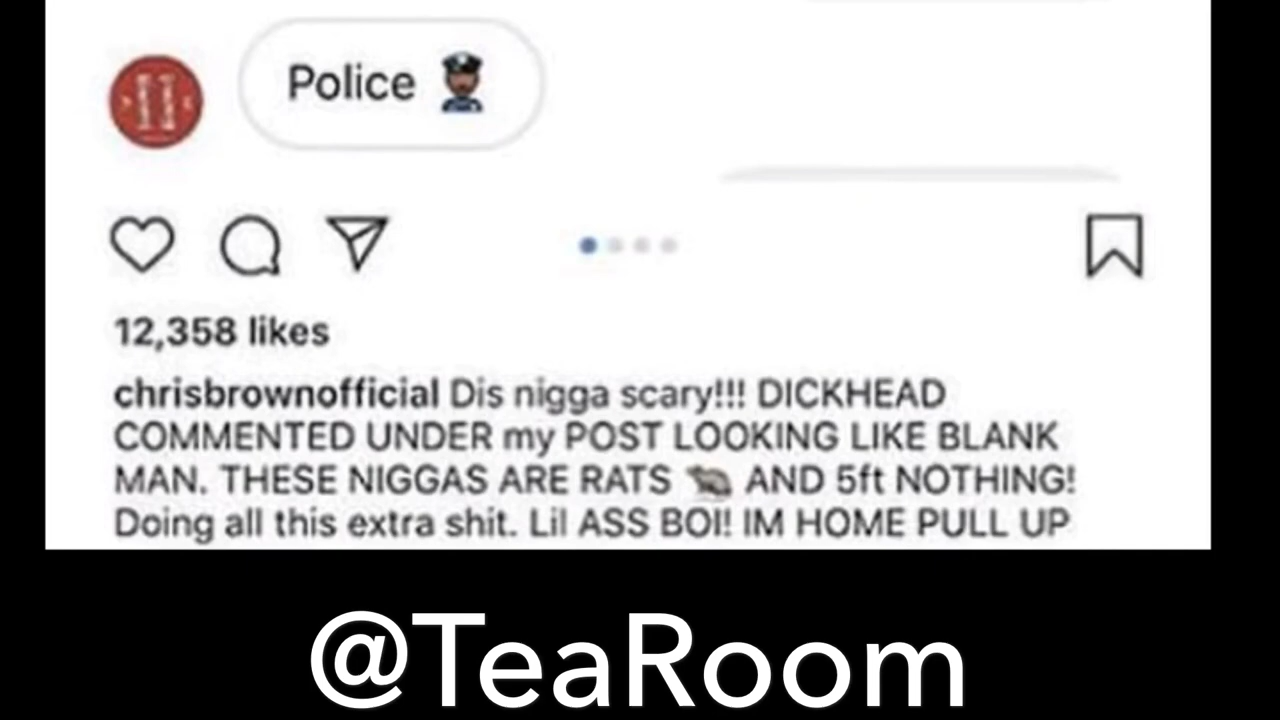 Police 👮🏾‍♂️
12,358 likes
chrisbrownofficial Dis nigga scary!!! DICKHEAD
COMMENTED UNDER my POST LOOKING LIKE BLANK
MAN. THESE NIGGAS ARE RATS 🐀 AND 5ft NOTHING!
Doing all this extra shit. Lil ASS BOI! IM HOME PULL UP
@TeaRoom